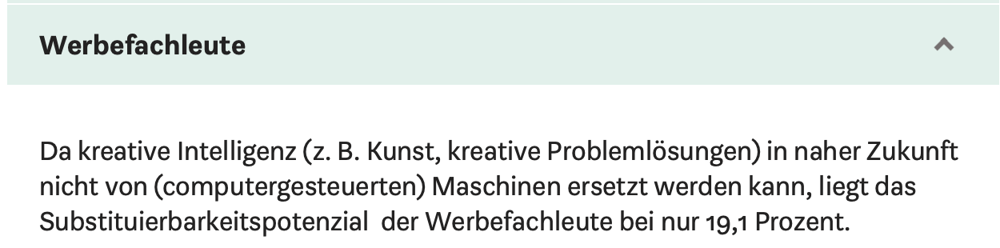 Werbefachleute
Da kreative Intelligenz (z. B. Kunst, kreative Problemlösungen) in naher Zukunft
nicht von (computergesteuerten) Maschinen ersetzt werden kann, liegt das
Substituierbarkeitspotenzial  der Werbefachleute bei nur 19,1 Prozent.